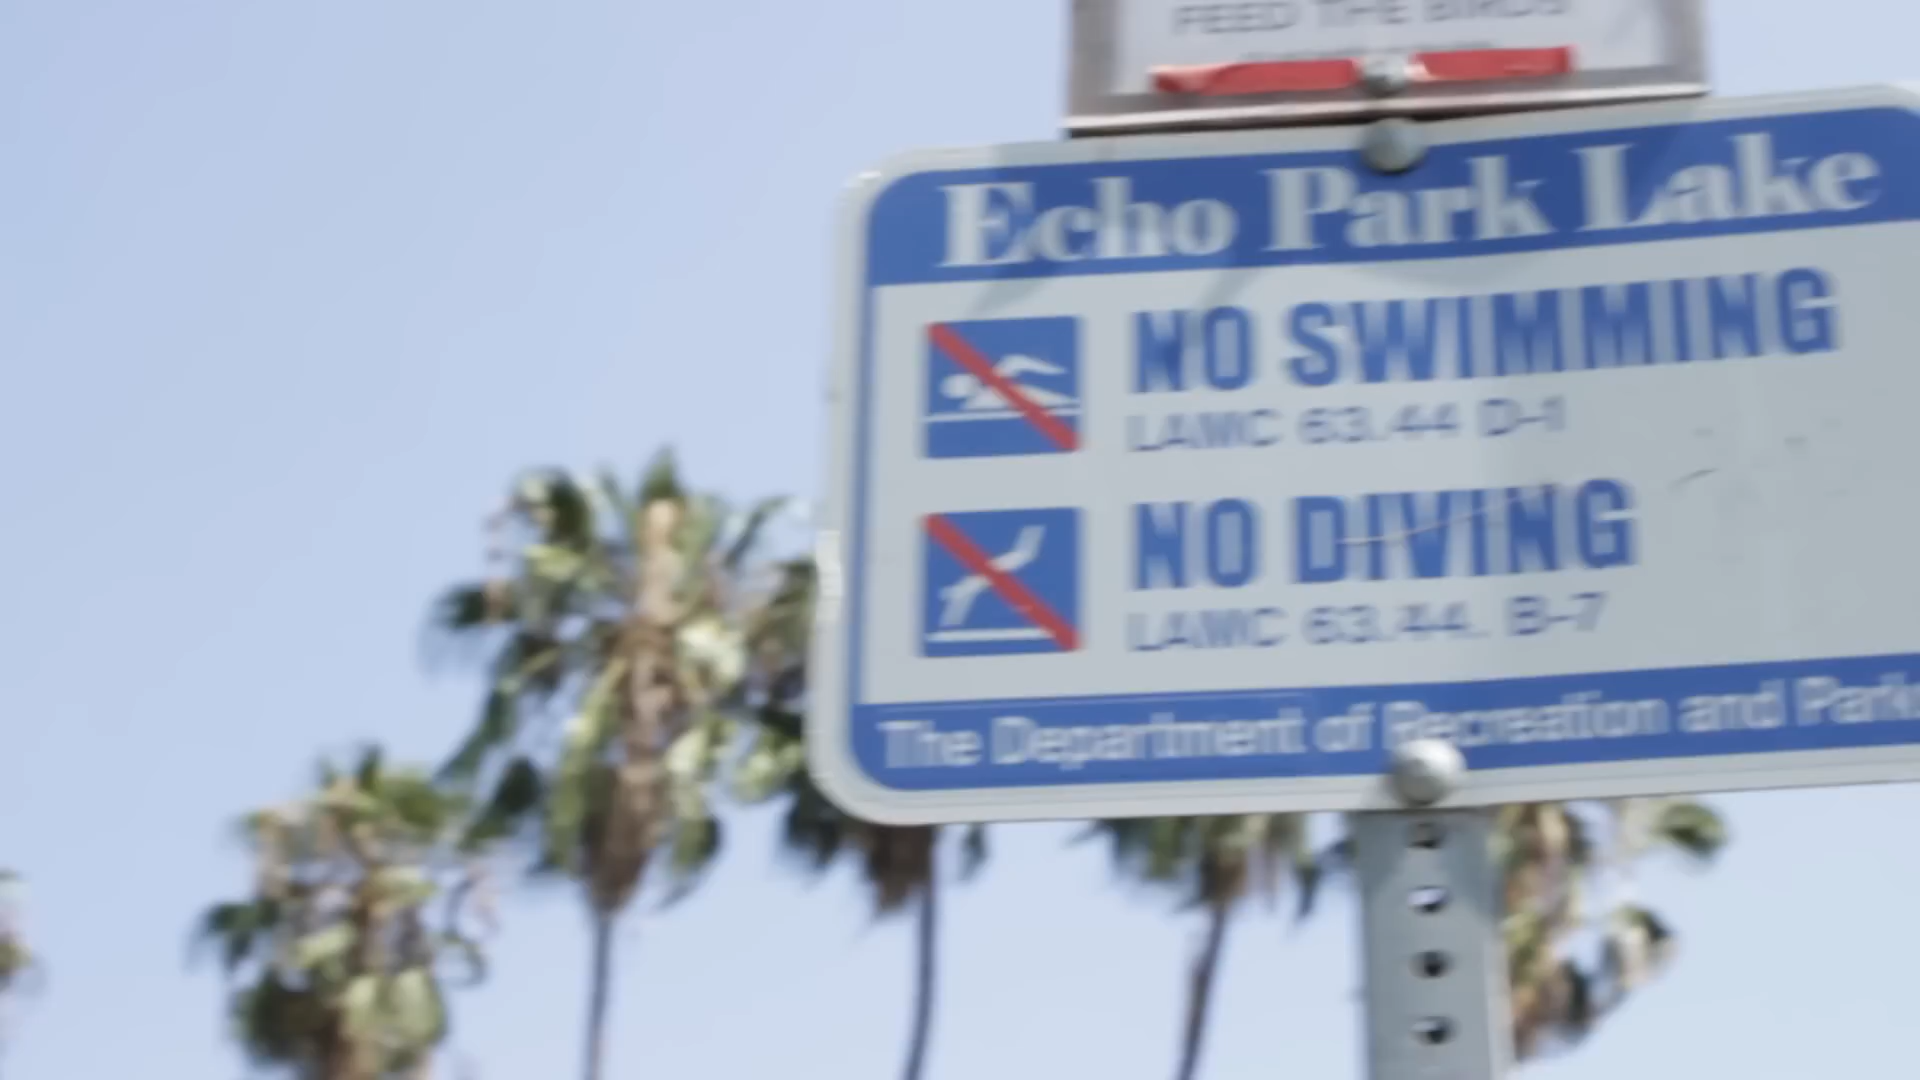 FEED THE BIRDS
Echo Park Lake
NO SWIMMING
LAMC 63.44 D-1
NO DIVING
LAMC 63.44. B-7
The Department of Recreation and Parks